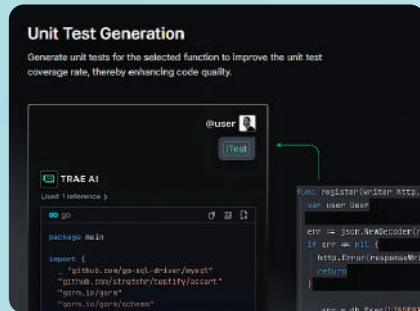 Unit Test Generation
Generate unit tests for the selected function to improve the unit test
coverage rate, thereby enhancing code quality.
@user
/Test
TRAE AI
Used 1 reference >
go
package main
import (
_ "github.com/go-sql-driver/mysql"
"github.com/stretchr/testify/assert"
"gorm.io/gorm"
"gorm.io/gorm/schema"
func register(writer http.
var user User
err := json.NewDecoder(r
if err != nil {
http.Error(responseWri
return
}